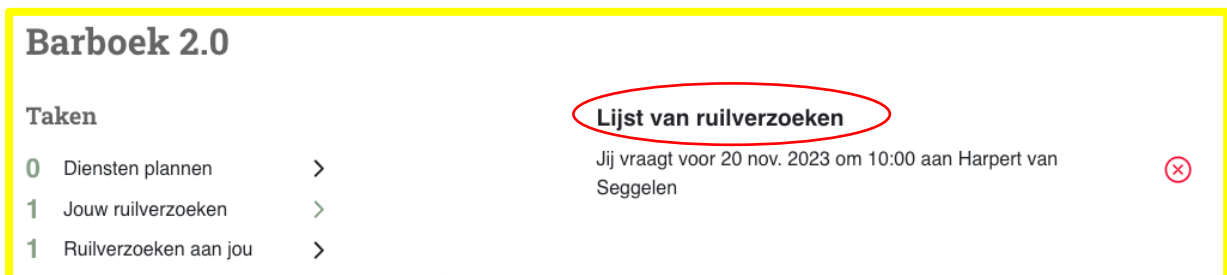 Barboek 2.0
Taken
0 Diensten plannen
1 Jouw ruilverzoeken
1 Ruilverzoeken aan jou
Lijst van ruilverzoeken
Jij vraagt voor 20 nov. 2023 om 10:00 aan Harpert van
Seggelen